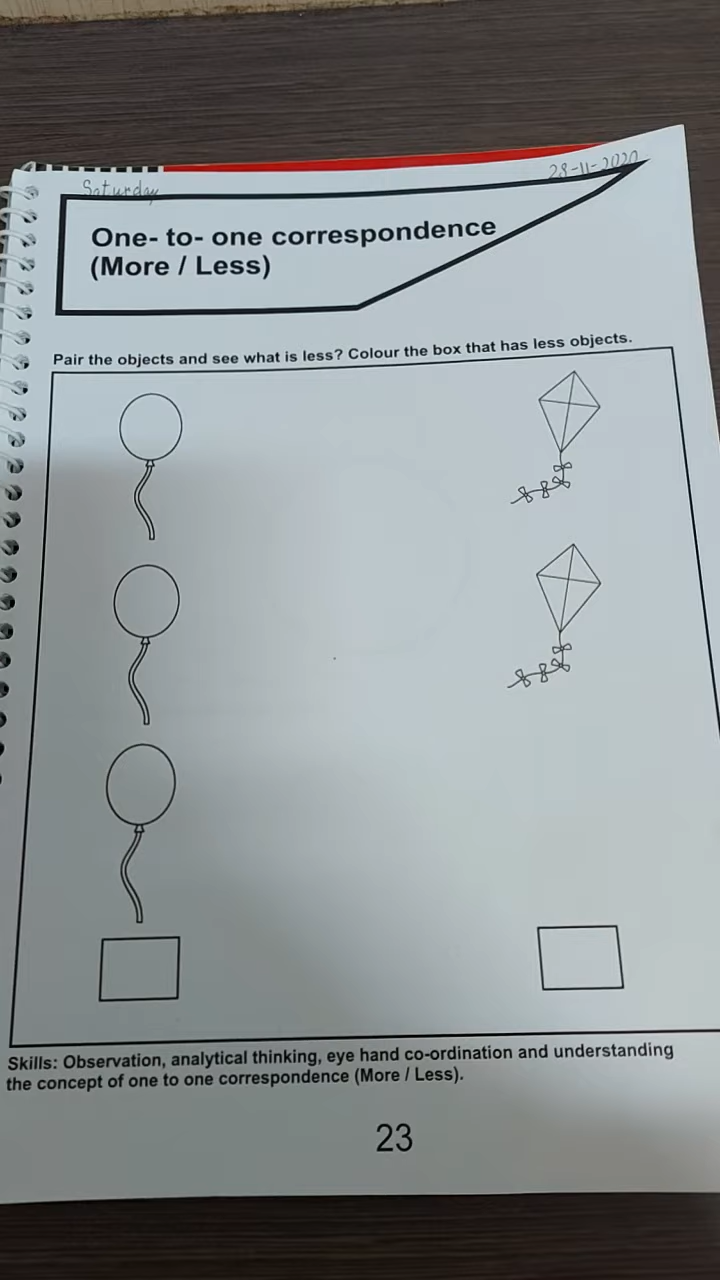 Saturday
28-11-2020
One- to- one correspondence
(More / Less)
Pair the objects and see what is less? Colour the box that has less objects.
Skills: Observation, analytical thinking, eye hand co-ordination and understanding
the concept of one to one correspondence (More / Less).
23